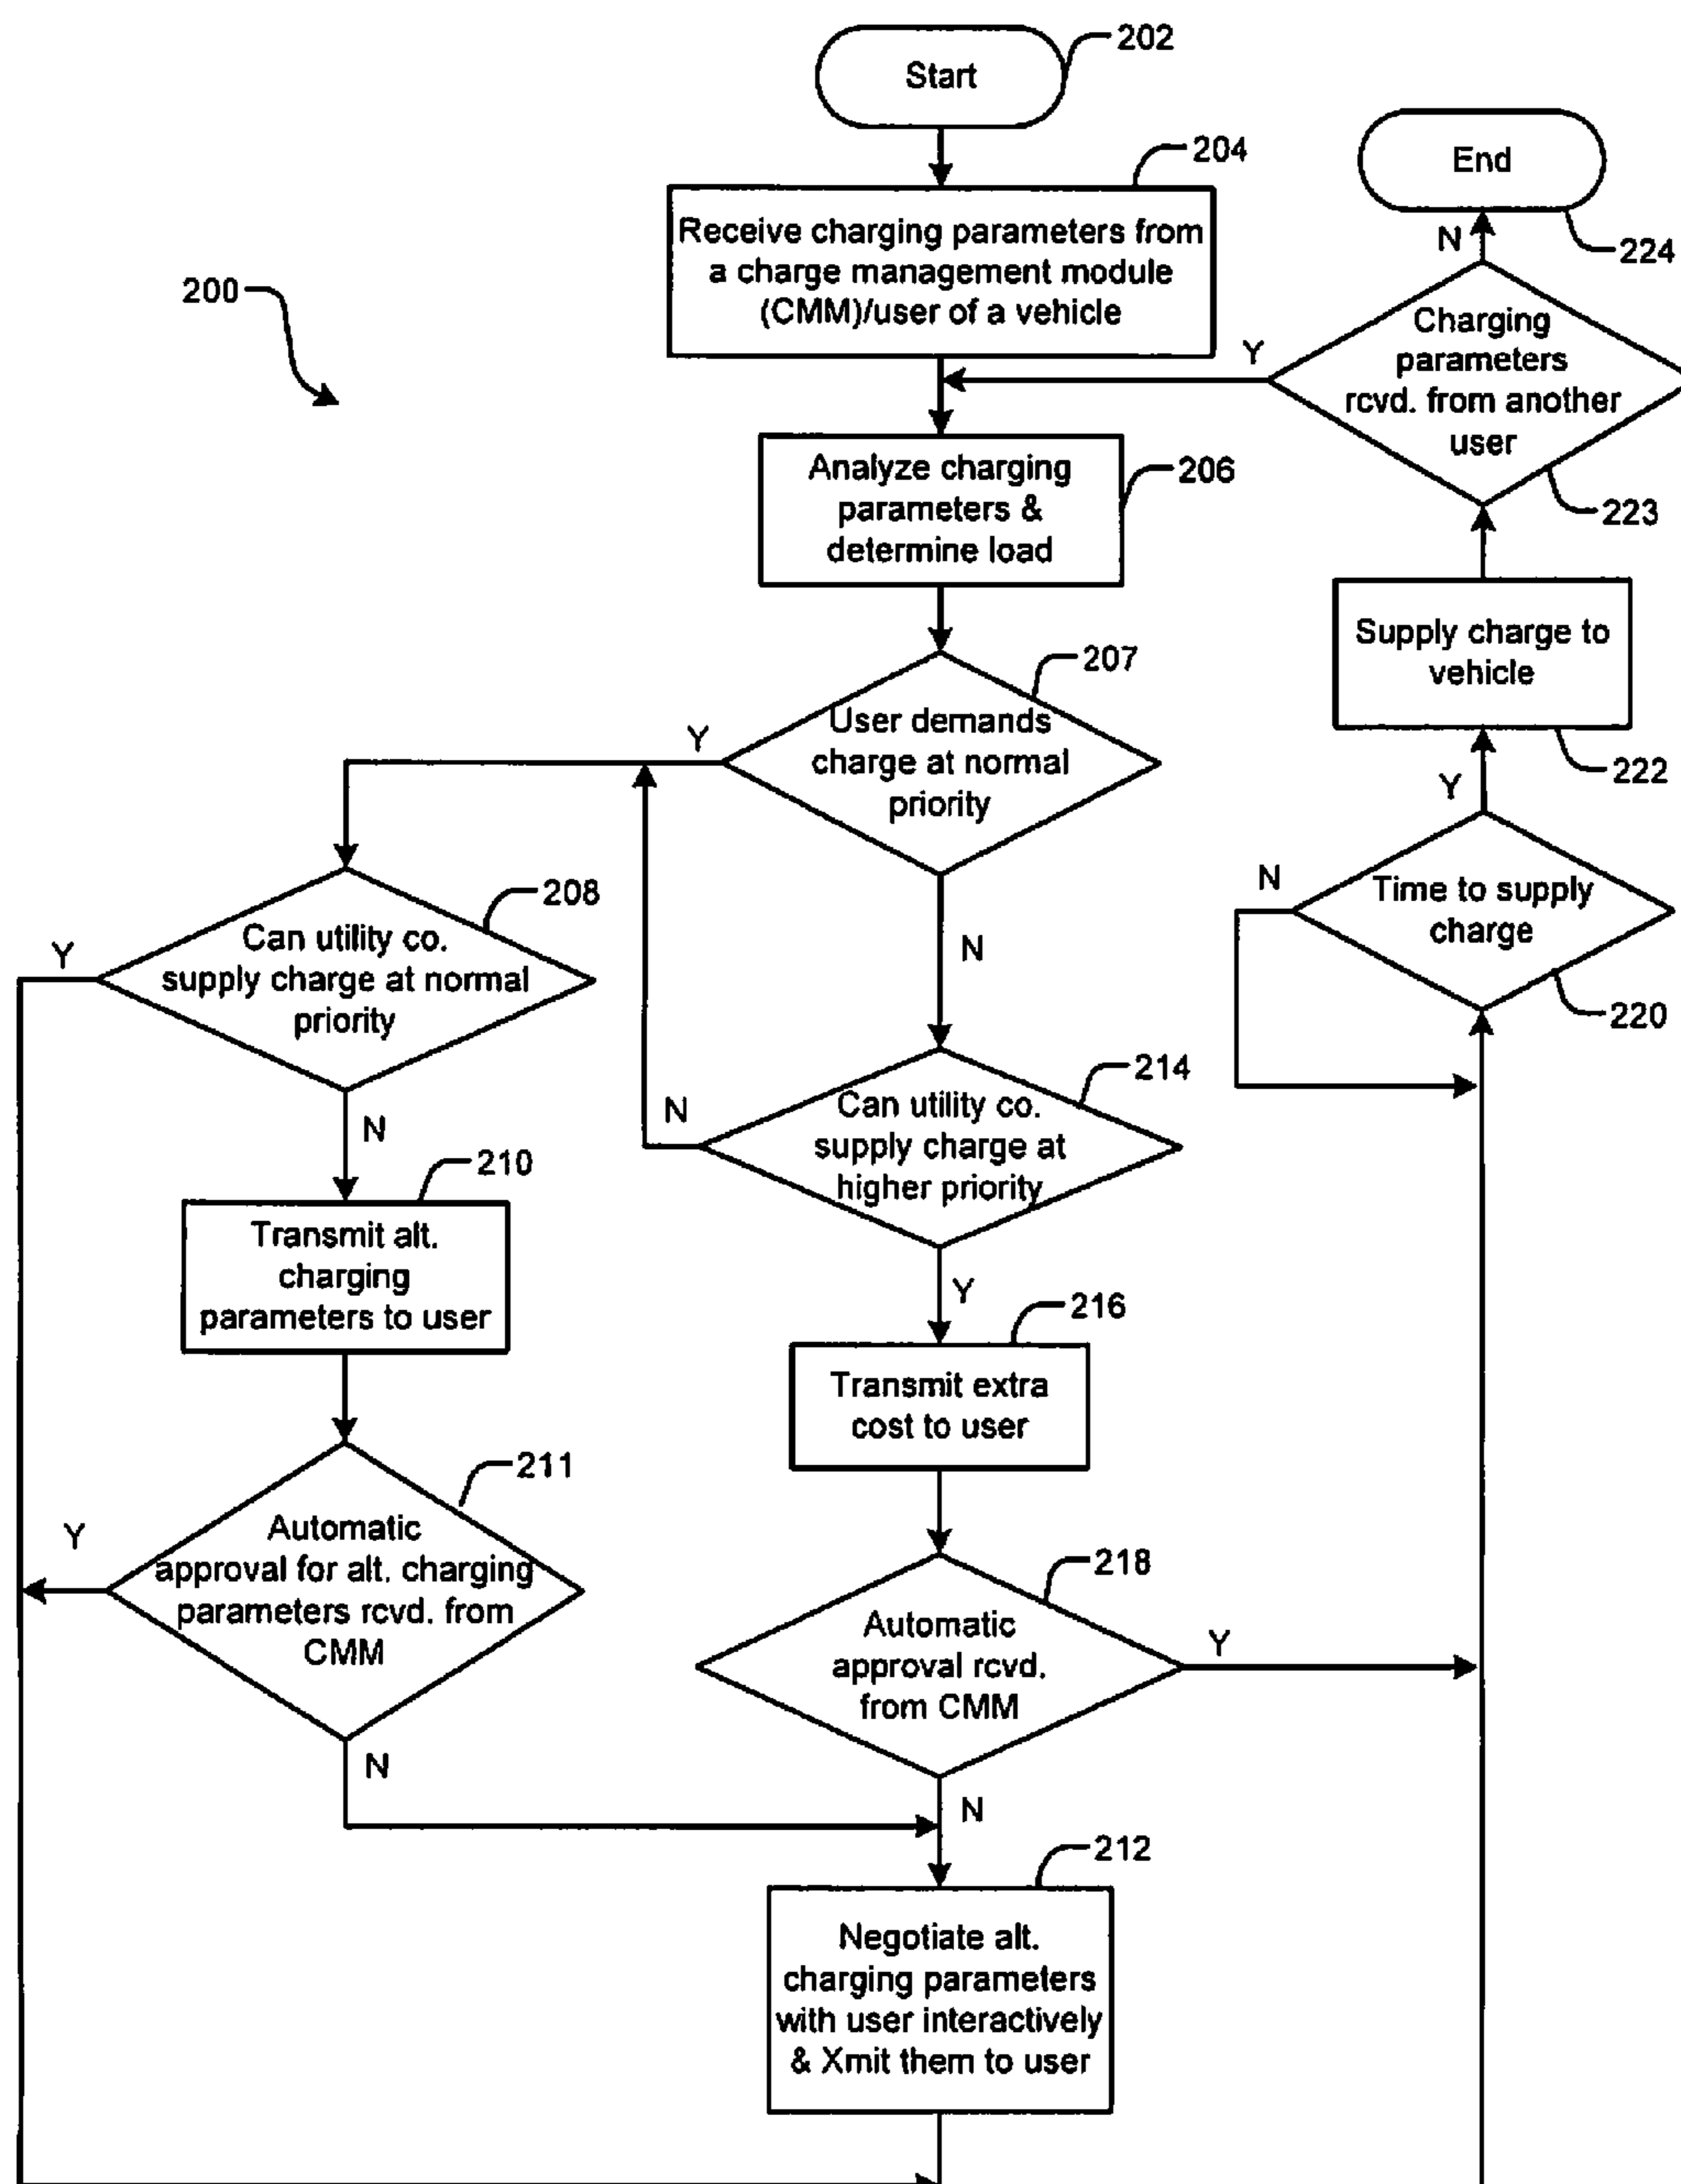 202
Start
204
Receive charging parameters from
a charge management module
(CMM)/user of a vehicle
End
224
N
200
Y
Charging
parameters
rcvd. from another
user
223
Analyze charging
parameters &
determine load
206
Supply charge to
vehicle
222
207
User demands
charge at normal
priority
Y
N
Y
N
Time to supply
charge
220
208
Can utility co.
supply charge at normal
priority
Y
N
214
Can utility co.
supply charge at
higher priority
N
Y
210
Transmit alt.
charging
parameters to user
216
Transmit extra
cost to user
211
Automatic
approval for alt. charging
parameters rcvd. from
CMM
Y
N
218
Automatic
approval rcvd.
from CMM
Y
N
212
Negotiate alt.
charging parameters
with user interactively
& Xmit them to user